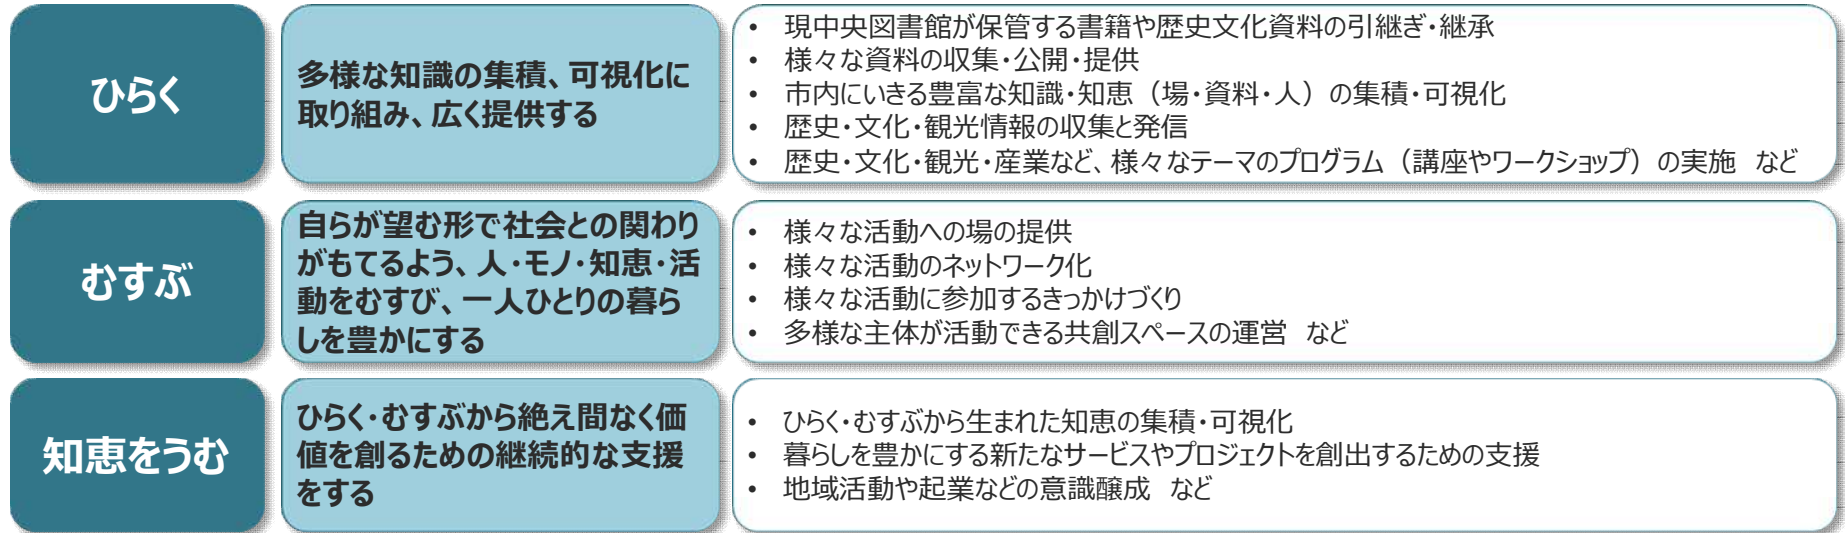 ひらく
多様な知識の集積、可視化に
取り組み、広く提供する
• 現中央図書館が保管する書籍や歴史文化資料の引継ぎ・継承
• 様々な資料の収集・公開・提供
• 市内にいきる豊富な知識・知恵（場・資料・人）の集積・可視化
• 歴史・文化・観光情報の収集と発信
• 歴史・文化・観光・産業など、様々なテーマのプログラム（講座やワークショップ）の実施　など
むすぶ
自らが望む形で社会との関わり
がもてるよう、人・モノ・知恵・活
動をむすび、一人ひとりの暮ら
しを豊かにする
• 様々な活動への場の提供
• 様々な活動のネットワーク化
• 様々な活動に参加するきっかけづくり
• 多様な主体が活動できる共創スペースの運営　など
知恵をうむ
ひらく・むすぶから絶え間なく価
値を創るための継続的な支援
をする
• ひらく・むすぶから生まれた知恵の集積・可視化
• 暮らしを豊かにする新たなサービスやプロジェクトを創出するための支援
• 地域活動や起業などの意識醸成　など